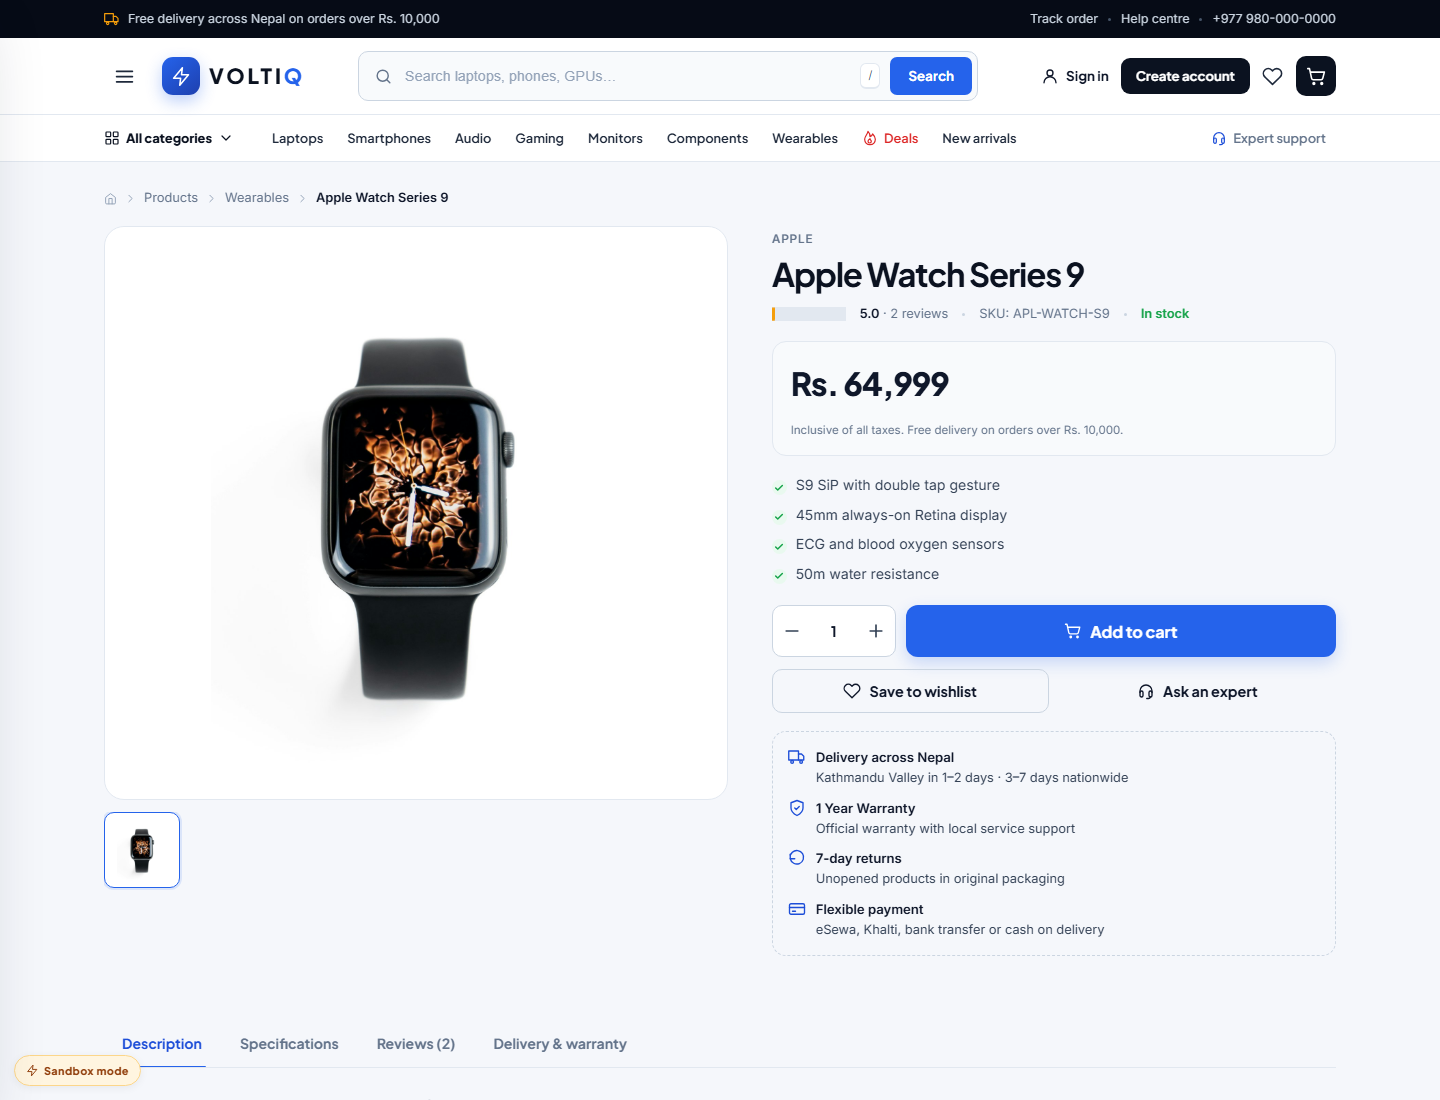 Free delivery across Nepal on orders over Rs. 10,000
Track order • Help centre • +977 980-000-0000
VOLTIQ
Search laptops, phones, GPUs...
/
Search
Sign in
Create account
All categories
Laptops
Smartphones
Audio
Gaming
Monitors
Components
Wearables
Deals
New arrivals
Expert support
Products > Wearables > Apple Watch Series 9
APPLE
Apple Watch Series 9
5.0 · 2 reviews • SKU: APL-WATCH-S9 • In stock
Rs. 64,999
Inclusive of all taxes. Free delivery on orders over Rs. 10,000.
S9 SiP with double tap gesture
45mm always-on Retina display
ECG and blood oxygen sensors
50m water resistance
1
Add to cart
Save to wishlist
Ask an expert
Delivery across Nepal
Kathmandu Valley in 1–2 days · 3–7 days nationwide
1 Year Warranty
Official warranty with local service support
7-day returns
Unopened products in original packaging
Flexible payment
eSewa, Khalti, bank transfer or cash on delivery
Description
Specifications
Reviews (2)
Delivery & warranty
Sandbox mode